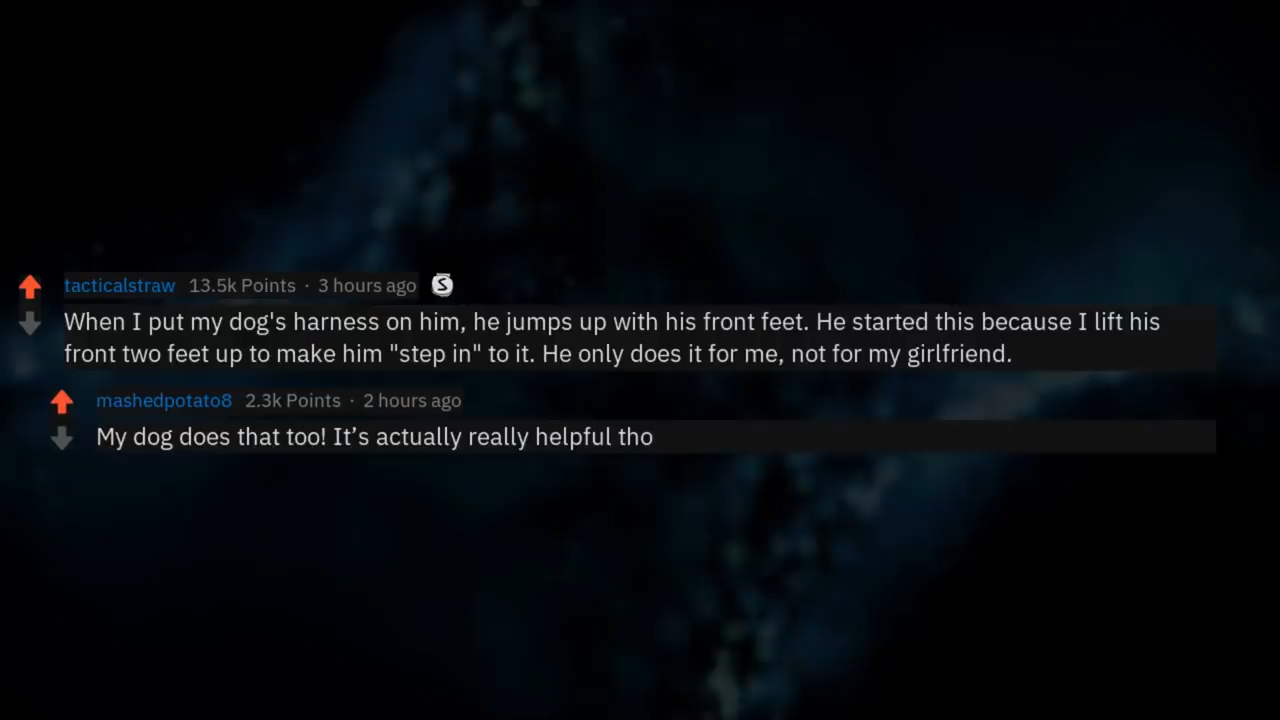 tacticalstraw 13.5k Points · 3 hours ago S
When I put my dog's harness on him, he jumps up with his front feet. He started this because I lift his
front two feet up to make him "step in" to it. He only does it for me, not for my girlfriend.
mashedpotato8 2.3k Points · 2 hours ago
My dog does that too! It’s actually really helpful tho